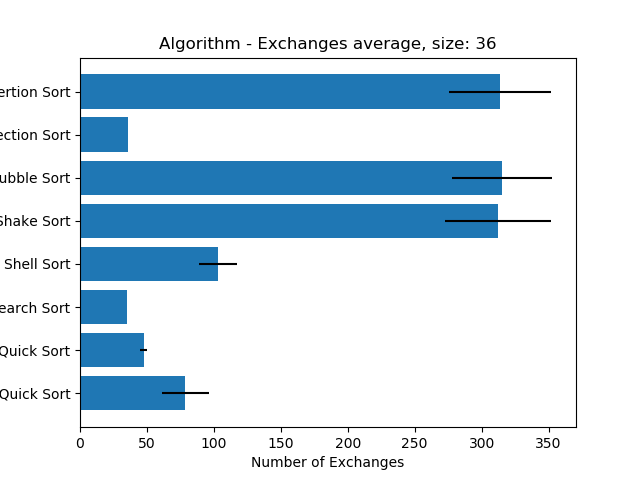 Algorithm - Exchanges average, size: 36
ertion Sort
ection Sort
ubble Sort
Shake Sort
Shell Sort
earch Sort
Quick Sort
Quick Sort
0 50 100 150 200 250 300 350
Number of Exchanges